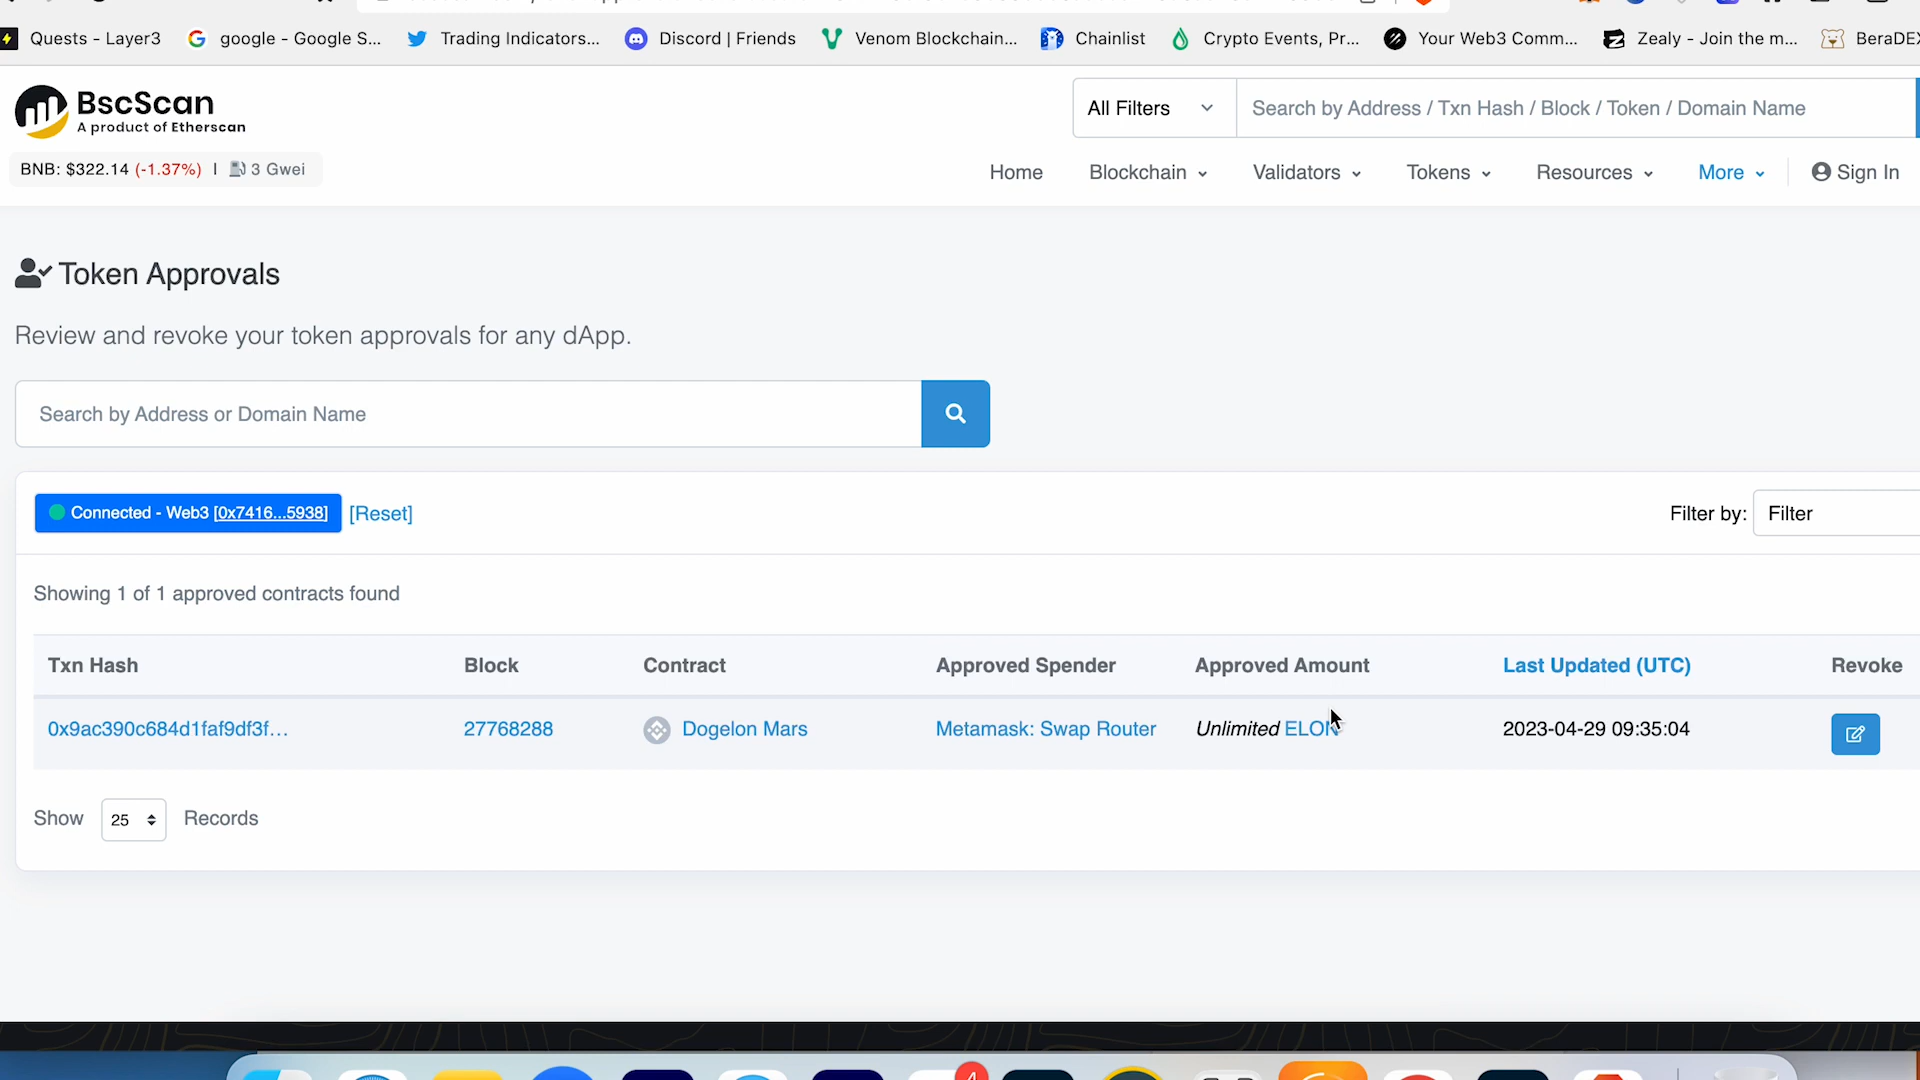 Quests - Layer3
google - Google S...
Trading Indicators...
Discord | Friends
Venom Blockchain...
Chainlist
Crypto Events, Pr...
Your Web3 Comm...
Zealy - Join the m...
BeraDEX
BscScan
A product of Etherscan
All Filters
Search by Address / Txn Hash / Block / Token / Domain Name
BNB: $322.14 (-1.37%) | 3 Gwei
Home
Blockchain
Validators
Tokens
Resources
More
Sign In
Token Approvals
Review and revoke your token approvals for any dApp.
Search by Address or Domain Name
Connected - Web3 [0x7416...5938] [Reset]
Filter by: Filter
Showing 1 of 1 approved contracts found
Txn Hash Block Contract Approved Spender Approved Amount Last Updated (UTC) Revoke
0x9ac390c684d1faf9df3f... 27768288 Dogelon Mars Metamask: Swap Router Unlimited ELON 2023-04-29 09:35:04
Show 25 Records
4